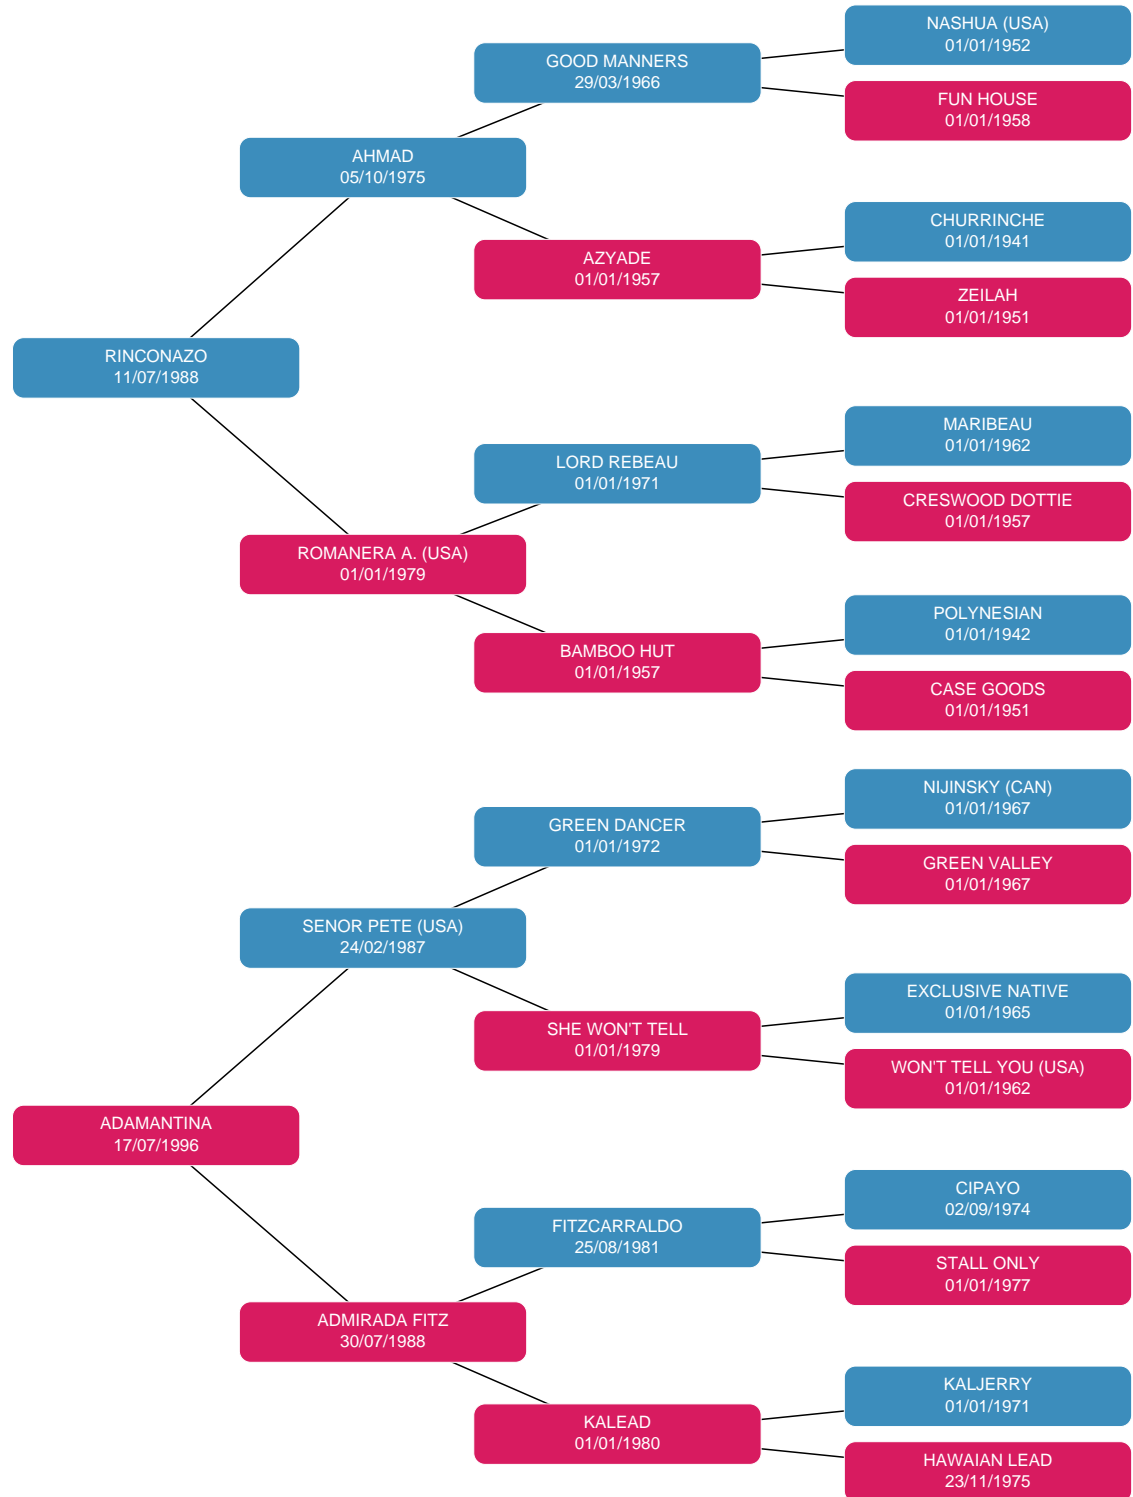 NASHUA (USA)
01/01/1952
GOOD MANNERS
29/03/1966
FUN HOUSE
01/01/1958
AHMAD
05/10/1975
CHURRINCHE
01/01/1941
AZYADE
01/01/1957
ZEILAH
01/01/1951
RINCONAZO
11/07/1988
MARIBEAU
01/01/1962
LORD REBEAU
01/01/1971
CRESWOOD DOTTIE
01/01/1957
ROMANERA A. (USA)
01/01/1979
POLYNESIAN
01/01/1942
BAMBOO HUT
01/01/1957
CASE GOODS
01/01/1951
NIJINSKY (CAN)
01/01/1967
GREEN DANCER
01/01/1972
GREEN VALLEY
01/01/1967
SENOR PETE (USA)
24/02/1987
EXCLUSIVE NATIVE
01/01/1965
SHE WON'T TELL
01/01/1979
WON'T TELL YOU (USA)
01/01/1962
ADAMANTINA
17/07/1996
CIPAYO
02/09/1974
FITZCARRALDO
25/08/1981
STALL ONLY
01/01/1977
ADMIRADA FITZ
30/07/1988
KALJERRY
01/01/1971
KALEAD
01/01/1980
HAWAIAN LEAD
23/11/1975